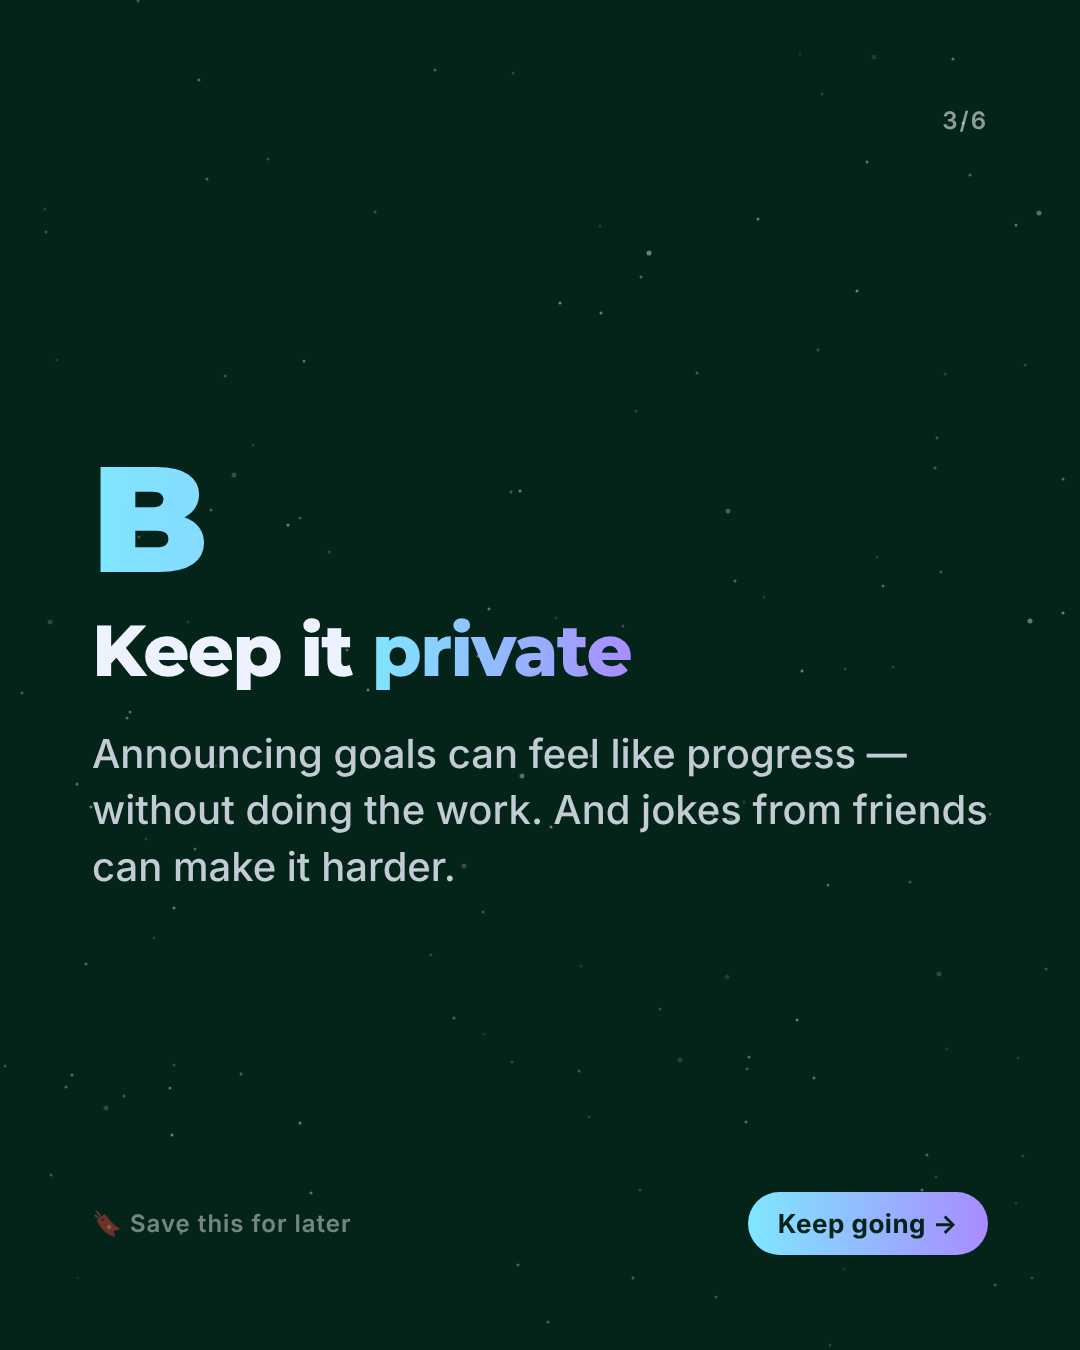 3/6
B
Keep it private
Announcing goals can feel like progress —
without doing the work. And jokes from friends
can make it harder.
🔖 Save this for later
Keep going →